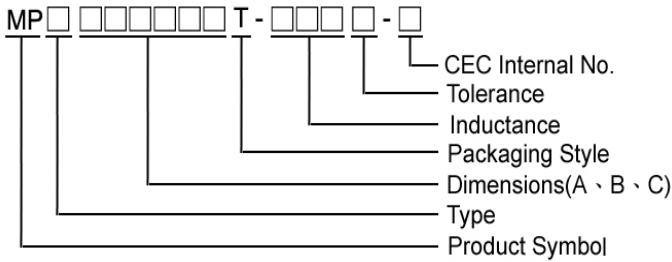 MP□ □□□□□□T-□□□ □-□
CEC Internal No.
Tolerance
Inductance
Packaging Style
Dimensions(A、B、C)
Type
Product Symbol